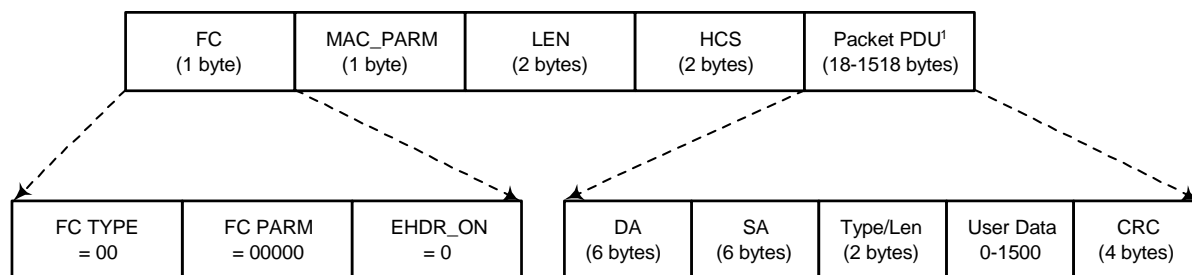 FC
(1 byte)
MAC_PARM
(1 byte)
LEN
(2 bytes)
HCS
(2 bytes)
Packet PDU¹
(18-1518 bytes)
FC TYPE
= 00
FC PARM
= 00000
EHDR_ON
= 0
DA
(6 bytes)
SA
(6 bytes)
Type/Len
(2 bytes)
User Data
0-1500
CRC
(4 bytes)